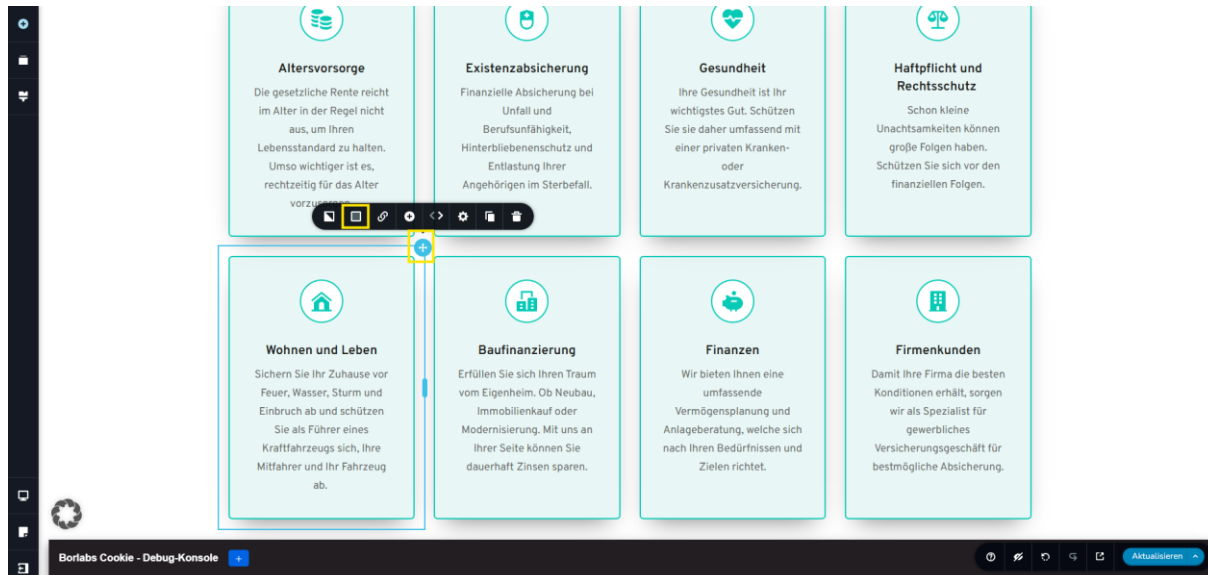 Altersvorsorge
Die gesetzliche Rente reicht
im Alter in der Regel nicht
aus, um Ihren
Lebensstandard zu halten.
Umso wichtiger ist es,
rechtzeitig für das Alter
vorzusorgen.
Existenzabsicherung
Finanzielle Absicherung bei
Unfall und
Berufsunfähigkeit,
Hinterbliebenenschutz und
Entlastung Ihrer
Angehörigen im Sterbefall.
Gesundheit
Ihre Gesundheit ist Ihr
wichtigstes Gut. Schützen
Sie sie daher umfassend mit
einer privaten Kranken-
oder
Krankenzusatzversicherung.
Haftpflicht und
Rechtsschutz
Schon kleine
Unachtsamkeiten können
große Folgen haben.
Schützen Sie sich vor den
finanziellen Folgen.
Wohnen und Leben
Sichern Sie Ihr Zuhause vor
Feuer, Wasser, Sturm und
Einbruch ab und schützen
Sie als Führer eines
Kraftfahrzeugs sich, Ihre
Mitfahrer und Ihr Fahrzeug
ab.
Baufinanzierung
Erfüllen Sie sich Ihren Traum
vom Eigenheim. Ob Neubau,
Immobilienkauf oder
Modernisierung. Mit uns an
Ihrer Seite können Sie
dauerhaft Zinsen sparen.
Finanzen
Wir bieten Ihnen eine
umfassende
Vermögensplanung und
Anlageberatung, welche sich
nach Ihren Bedürfnissen und
Zielen richtet.
Firmenkunden
Damit Ihre Firma die besten
Konditionen erhält, sorgen
wir als Spezialist für
gewerbliches
Versicherungsgeschäft für
bestmögliche Absicherung.
Borlabs Cookie - Debug-Konsole +
Aktualisieren